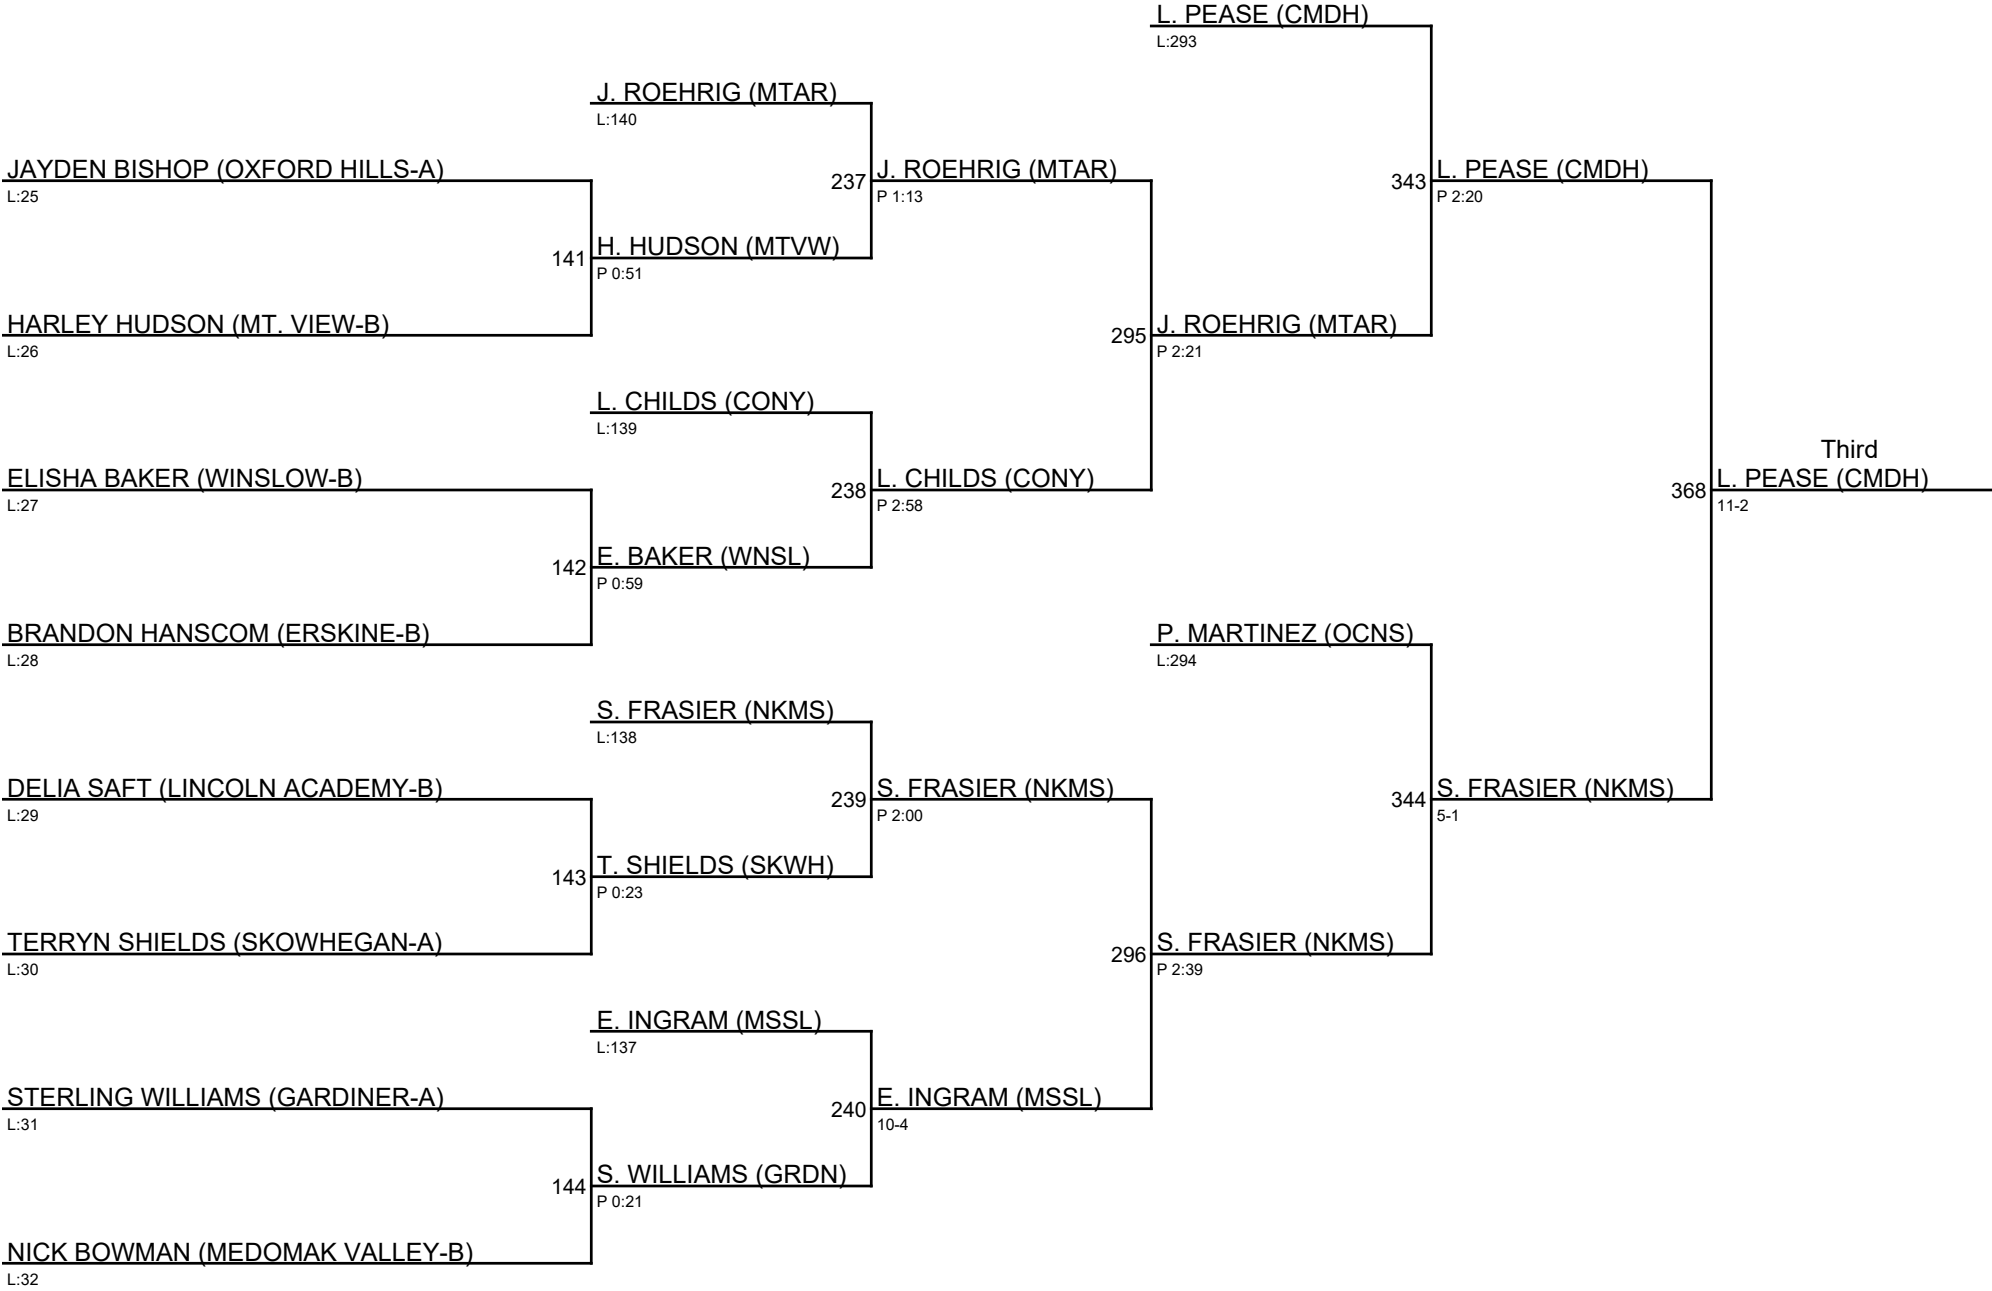 L. PEASE (CMDH)
L:293
J. ROEHRIG (MTAR)
L:140
JAYDEN BISHOP (OXFORD HILLS-A)
L:25
237
J. ROEHRIG (MTAR)
P 1:13
343
L. PEASE (CMDH)
P 2:20
141
H. HUDSON (MTVW)
P 0:51
HARLEY HUDSON (MT. VIEW-B)
L:26
295
J. ROEHRIG (MTAR)
P 2:21
L. CHILDS (CONY)
L:139
Third
ELISHA BAKER (WINSLOW-B)
L:27
238
L. CHILDS (CONY)
P 2:58
368
L. PEASE (CMDH)
11-2
142
E. BAKER (WNSL)
P 0:59
BRANDON HANSCOM (ERSKINE-B)
L:28
P. MARTINEZ (OCNS)
L:294
S. FRASIER (NKMS)
L:138
DELIA SAFT (LINCOLN ACADEMY-B)
L:29
239
S. FRASIER (NKMS)
P 2:00
344
S. FRASIER (NKMS)
5-1
143
T. SHIELDS (SKWH)
P 0:23
TERRYN SHIELDS (SKOWHEGAN-A)
L:30
296
S. FRASIER (NKMS)
P 2:39
E. INGRAM (MSSL)
L:137
STERLING WILLIAMS (GARDINER-A)
L:31
240
E. INGRAM (MSSL)
10-4
144
S. WILLIAMS (GRDN)
P 0:21
NICK BOWMAN (MEDOMAK VALLEY-B)
L:32